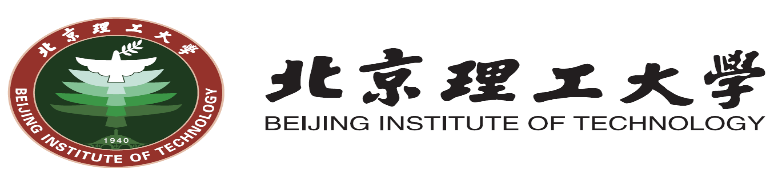 北京理工大学
1940
BEIJING INSTITUTE OF TECHNOLOGY
北京理工大學
BEIJING INSTITUTE OF TECHNOLOGY